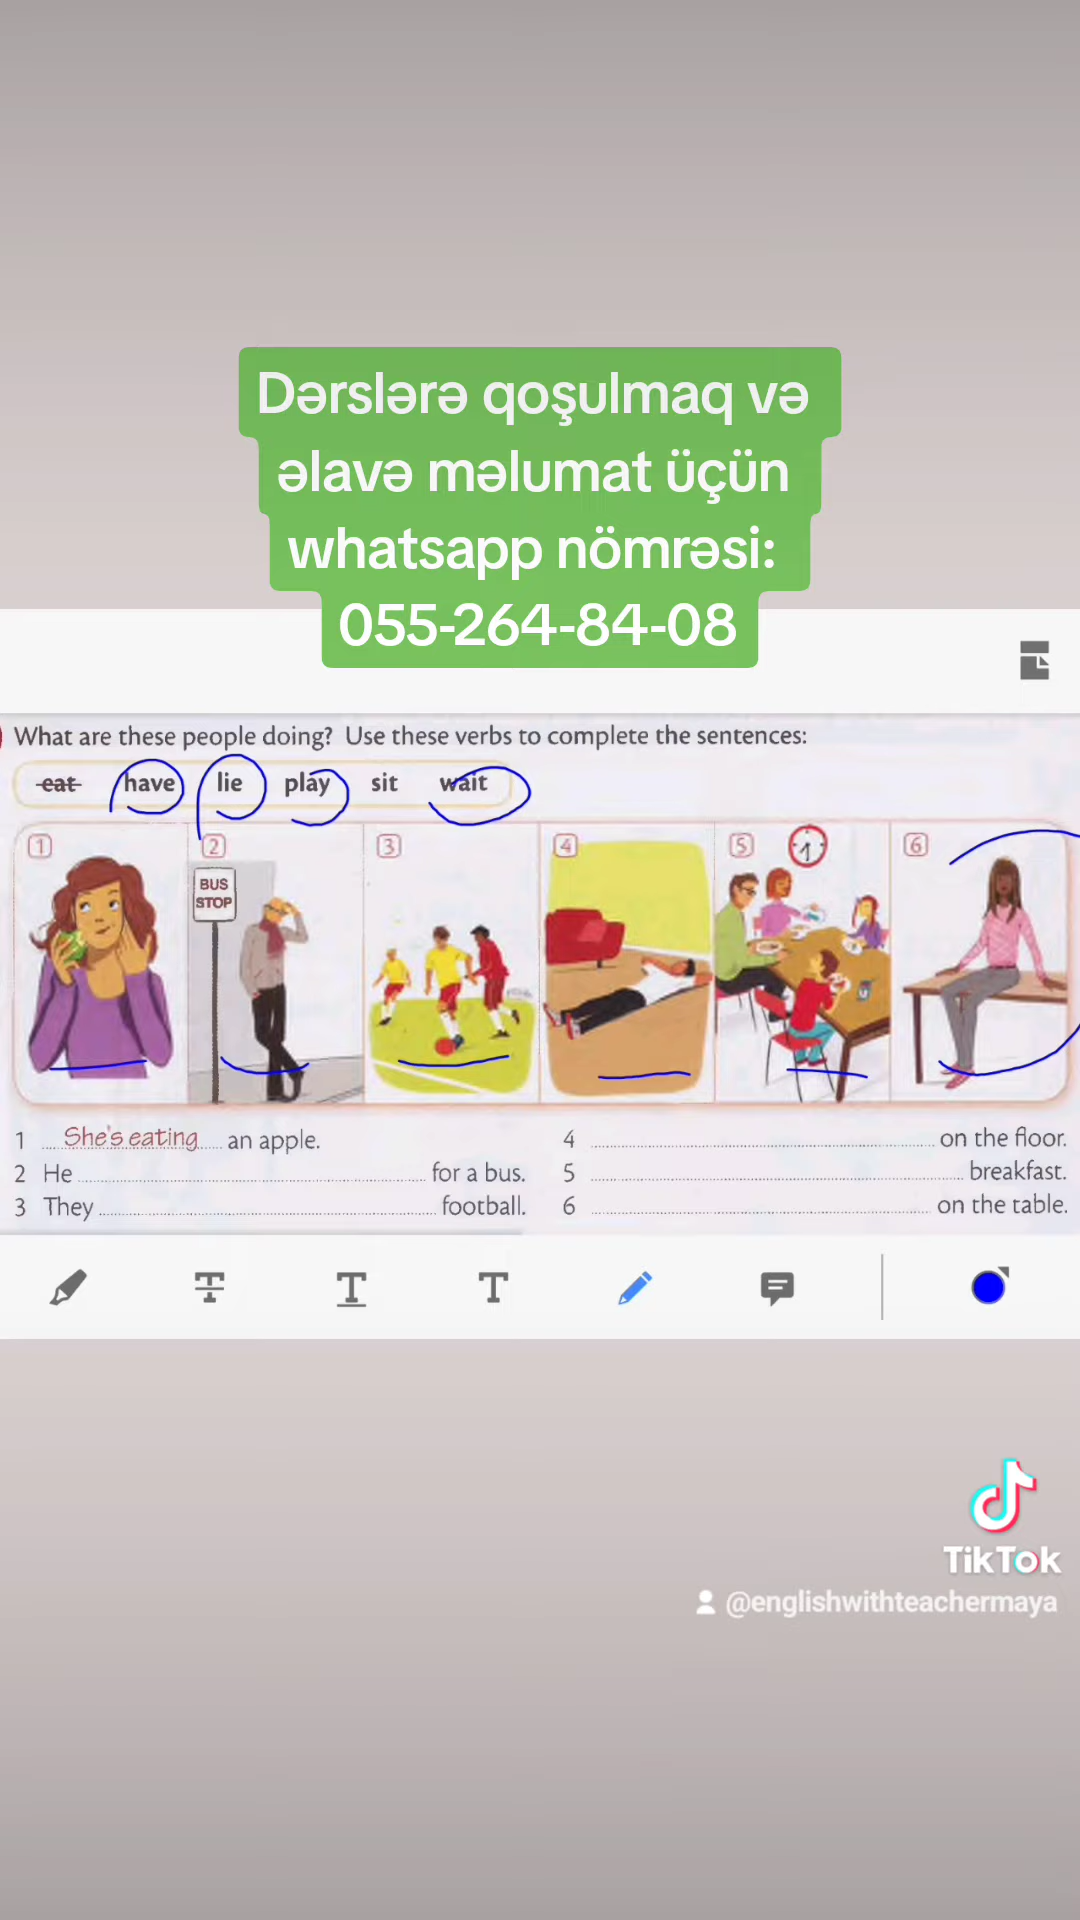 Dərslərə qoşulmaq və
əlavə məlumat üçün
whatsapp nömrəsi:
055-264-84-08
What are these people doing? Use these verbs to complete the sentences:
eat have lie play sit wait
1 2 3 4 5 6
BUS
STOP
1 She's eating an apple.
2 He for a bus.
3 They football.
4 on the floor.
5 breakfast.
6 on the table.
TikTok
@englishwithteachermaya